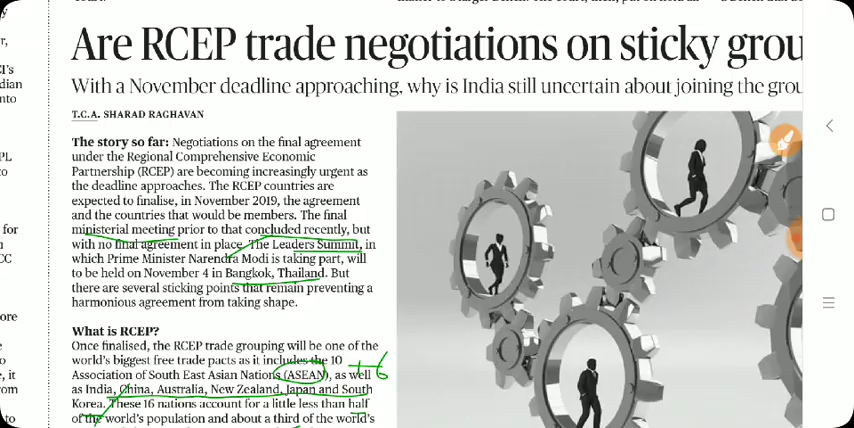 Are RCEP trade negotiations on sticky grou
With a November deadline approaching, why is India still uncertain about joining the grou
T.C.A. SHARAD RAGHAVAN
The story so far: Negotiations on the final agreement
under the Regional Comprehensive Economic
Partnership (RCEP) are becoming increasingly urgent as
the deadline approaches. The RCEP countries are
expected to finalise, in November 2019, the agreement
and the countries that would be members. The final
ministerial meeting prior to that concluded recently, but
with no final agreement in place. The Leaders Summit, in
which Prime Minister Narendra Modi is taking part, will
to be held on November 4 in Bangkok, Thailand. But
there are several sticking points that remain preventing a
harmonious agreement from taking shape.
What is RCEP?
Once finalised, the RCEP trade grouping will be one of the
world's biggest free trade pacts as it includes the 10
+6
Association of South East Asian Nations (ASEAN), as well
as India, China, Australia, New Zealand, Japan and South
Korea. These 16 nations account for a little less than half
of the world's population and about a third of the world's